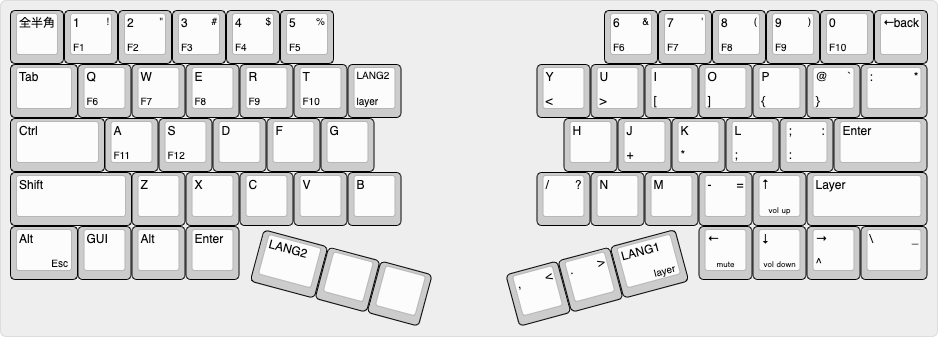 全半角 1 ! 2 " 3 # 4 $ 5 % 6 & 7 ' 8 ( 9 ) 0 ←back
F1 F2 F3 F4 F5 F6 F7 F8 F9 F10
Tab Q W E R T LANG2 Y U I O P @ ` : *
F6 F7 F8 F9 F10 layer < > [ ] { }
Ctrl A S D F G H J K L ; : Enter
F11 F12 + * ; :
Shift Z X C V B / ? N M - = ↑ Layer
vol up
Alt GUI Alt Enter LANG2 , < . > LANG1 ← ↓ → \ _
Esc layer mute vol down ^